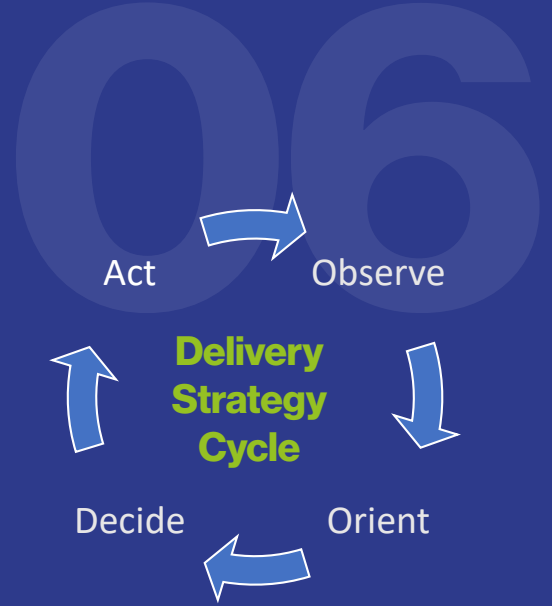 06
Act
Observe
Delivery
Strategy
Cycle
Decide
Orient